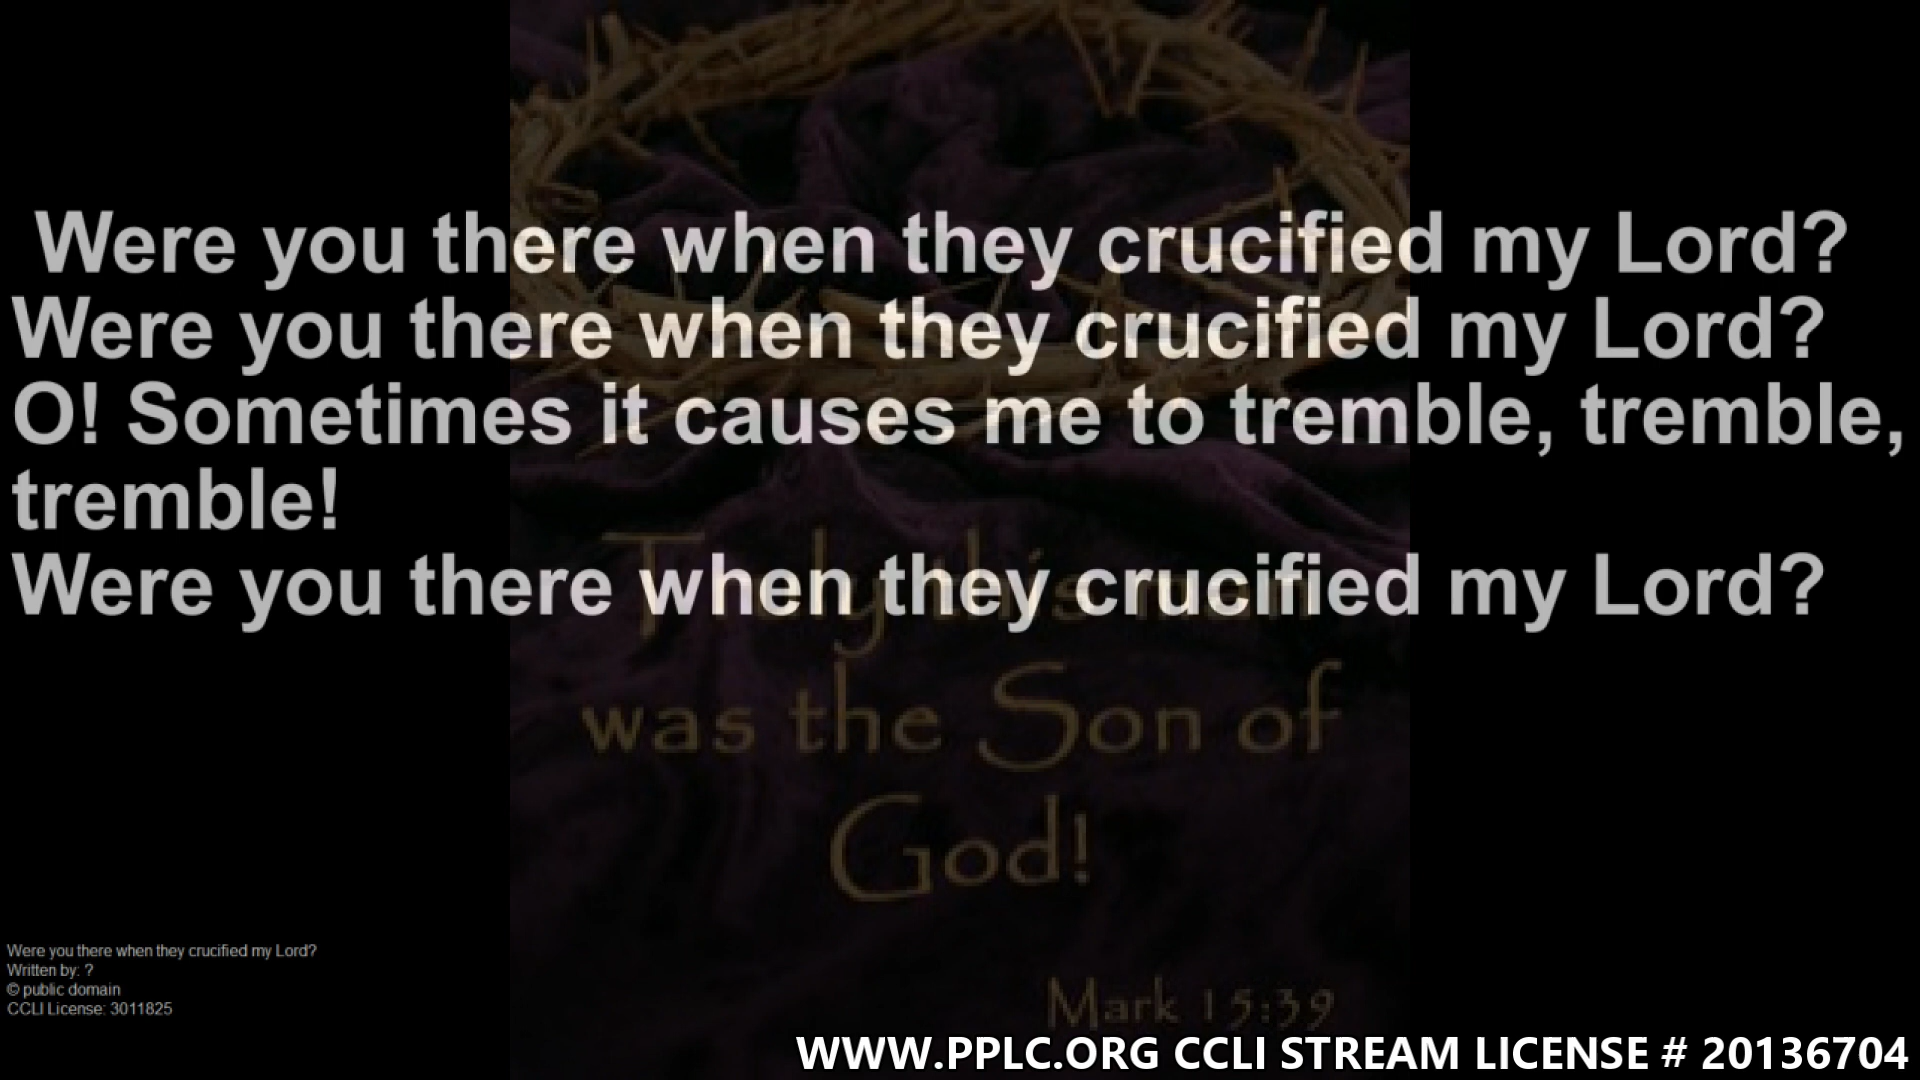 Were you there when they crucified my Lord?
Were you there when they crucified my Lord?
O! Sometimes it causes me to tremble, tremble,
tremble!
Were you there when they crucified my Lord?
Truly this man
was the Son of
God!
Mark 15:39
Were you there when they crucified my Lord?
Written by: ?
© public domain
CCLI License: 3011825
WWW.PPLC.ORG CCLI STREAM LICENSE # 20136704